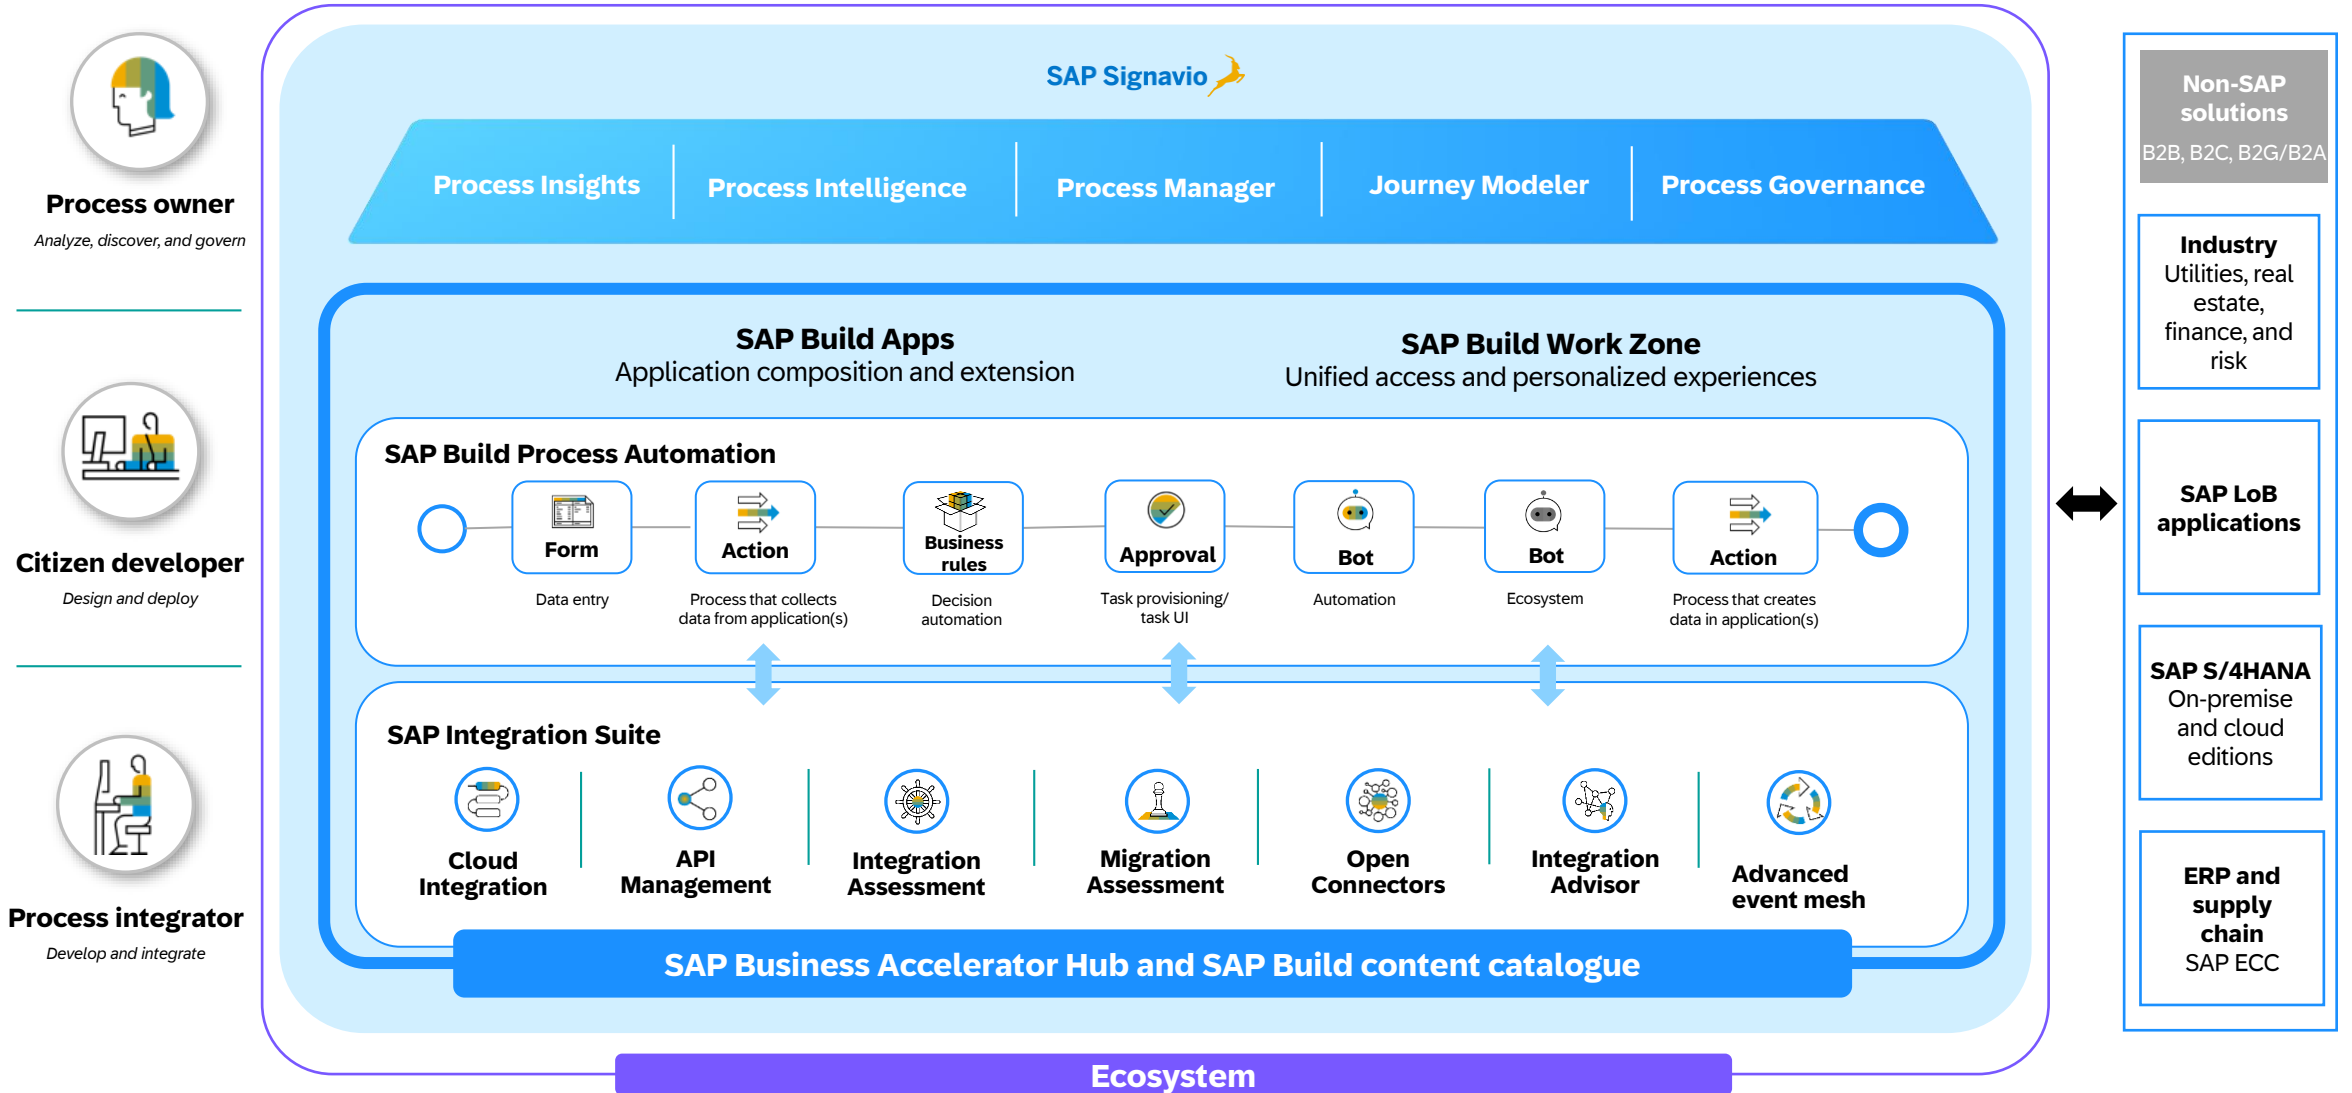 Process owner
Analyze, discover, and govern
Citizen developer
Design and deploy
Process integrator
Develop and integrate
SAP Signavio
Process Insights
Process Intelligence
Process Manager
Journey Modeler
Process Governance
SAP Build Apps
Application composition and extension
SAP Build Work Zone
Unified access and personalized experiences
SAP Build Process Automation
Form
Data entry
Action
Process that collects
data from application(s)
Business
rules
Decision
automation
Approval
Task provisioning/
task UI
Bot
Automation
Bot
Ecosystem
Action
Process that creates
data in application(s)
SAP Integration Suite
Cloud
Integration
API
Management
Integration
Assessment
Migration
Assessment
Open
Connectors
Integration
Advisor
Advanced
event mesh
SAP Business Accelerator Hub and SAP Build content catalogue
Ecosystem
Non-SAP
solutions
B2B, B2C, B2G/B2A
Industry
Utilities, real
estate,
finance, and
risk
SAP LoB
applications
SAP S/4HANA
On-premise
and cloud
editions
ERP and
supply
chain
SAP ECC